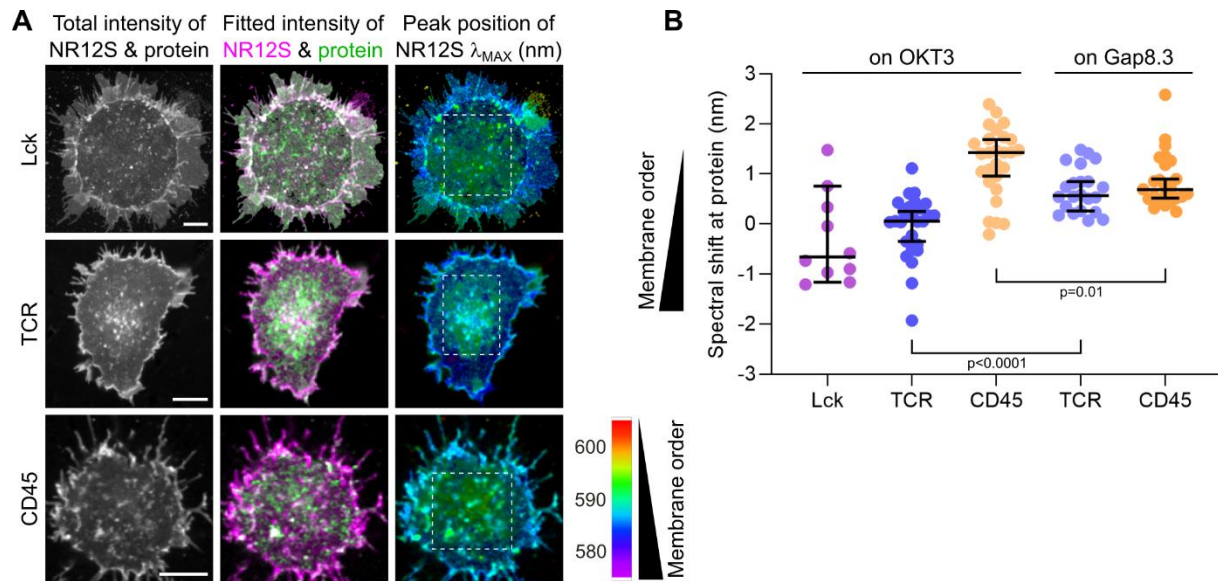 A
Total intensity of
NR12S & protein
Fitted intensity of
NR12S & protein
Peak position of
NR12S λMAX (nm)
Lck
TCR
CD45
600
590
580
Membrane order
B
on OKT3
on Gap8.3
Spectral shift at protein (nm)
Membrane order
3
2
1
0
-1
-2
-3
p=0.01
p<0.0001
Lck
TCR
CD45
TCR
CD45